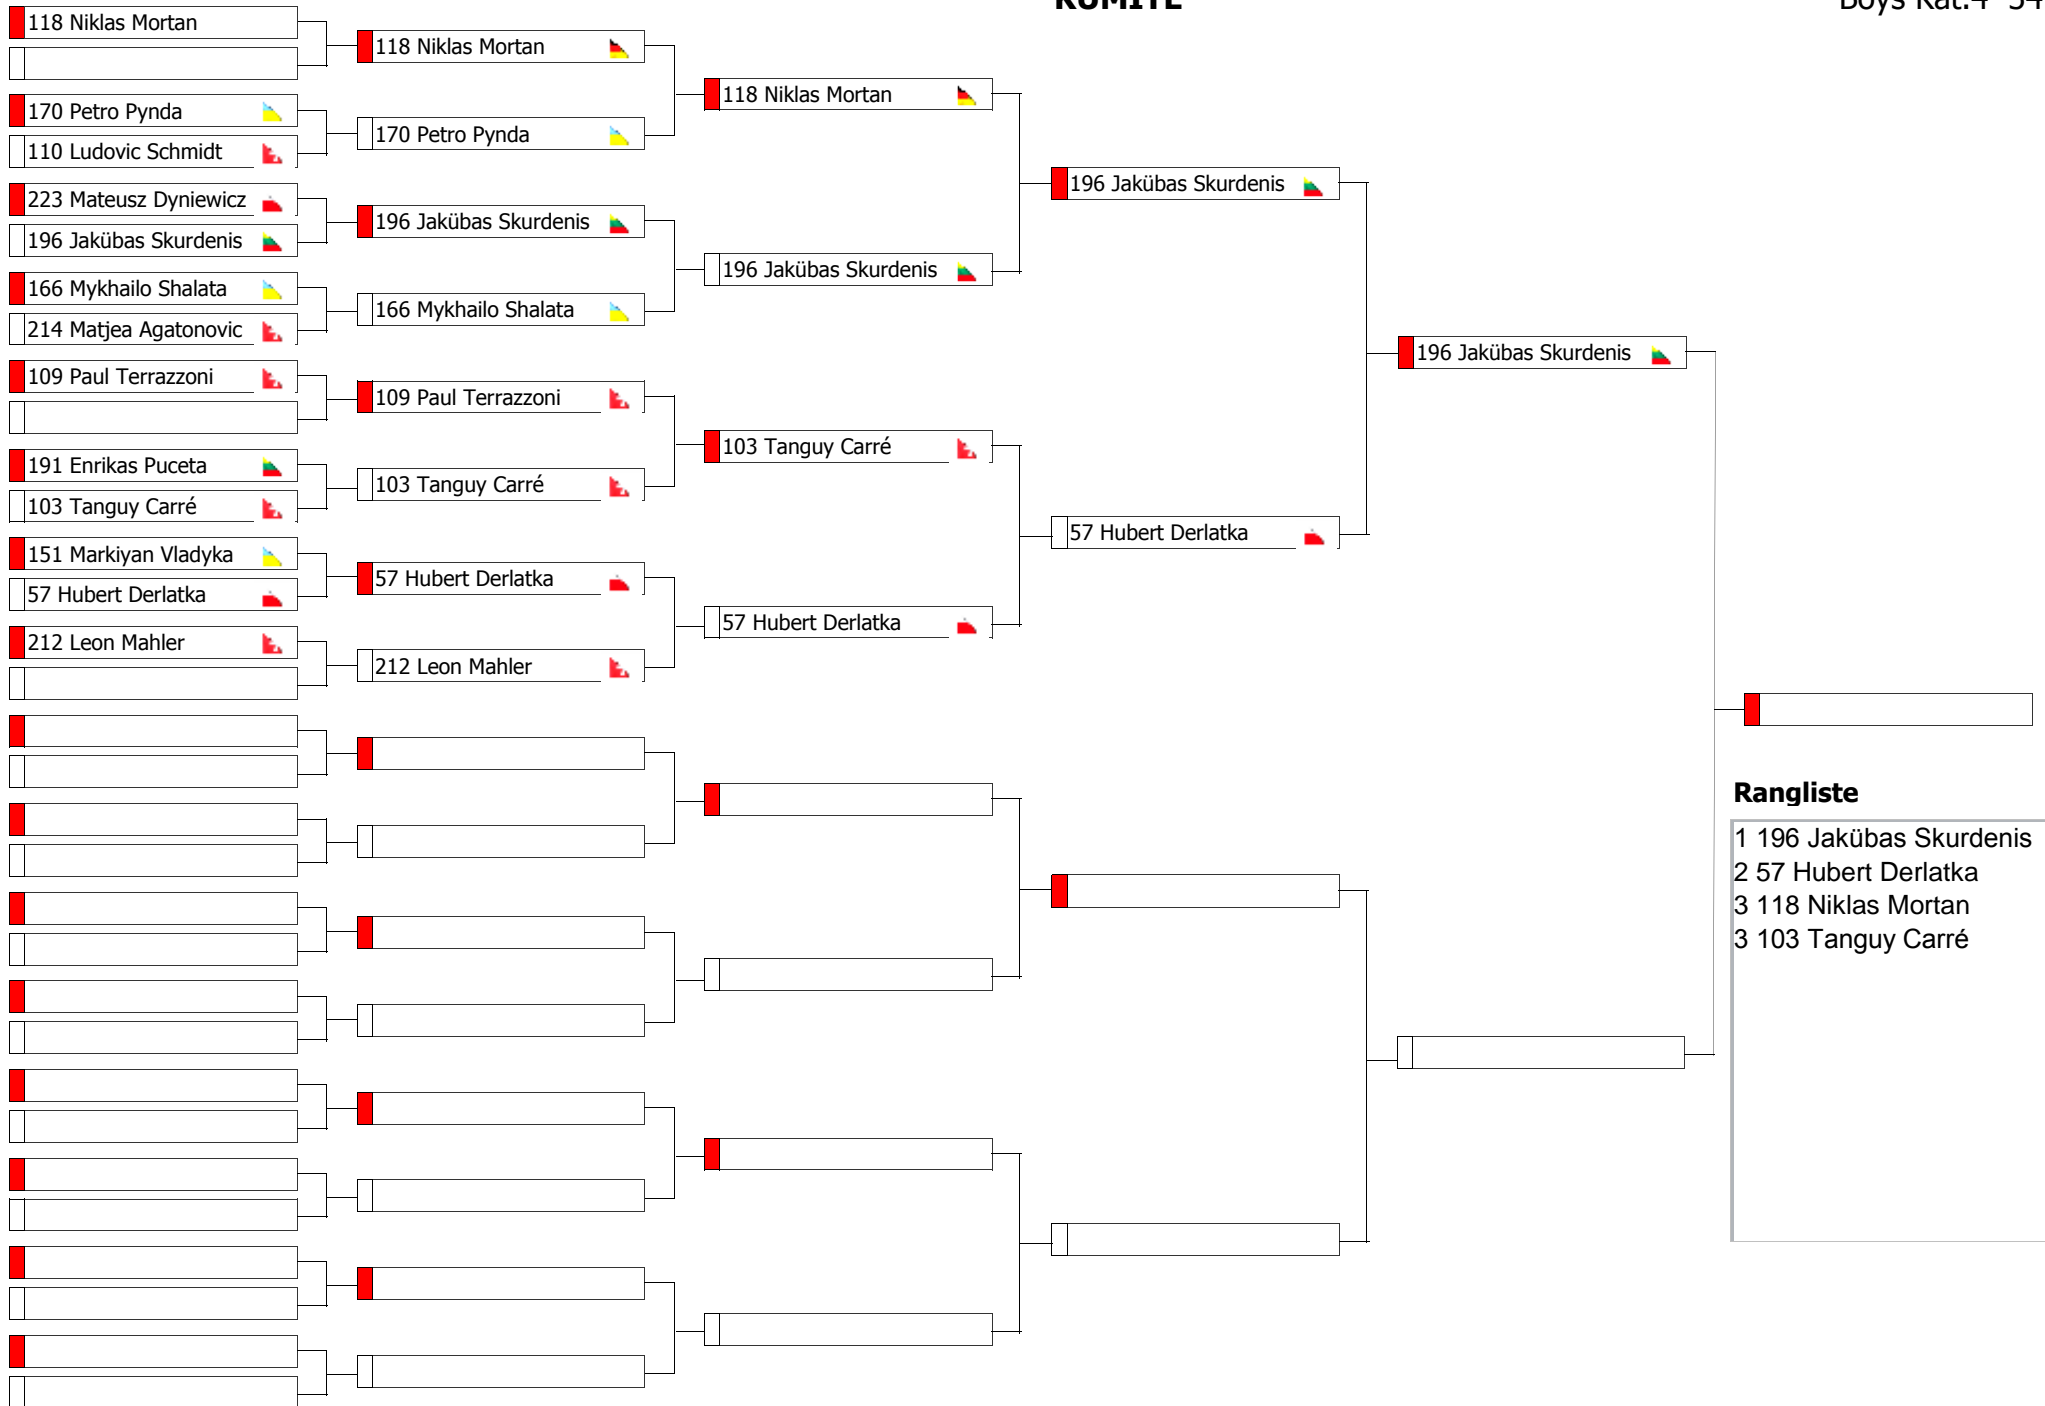 KUMITE
Boys Kat.4 -54
118 Niklas Mortan
170 Petro Pynda
110 Ludovic Schmidt
223 Mateusz Dyniewicz
196 Jakübas Skurdenis
166 Mykhailo Shalata
214 Matjea Agatonovic
109 Paul Terrazzoni
191 Enrikas Puceta
103 Tanguy Carré
151 Markiyan Vladyka
57 Hubert Derlatka
212 Leon Mahler
118 Niklas Mortan
170 Petro Pynda
196 Jakübas Skurdenis
166 Mykhailo Shalata
109 Paul Terrazzoni
103 Tanguy Carré
57 Hubert Derlatka
212 Leon Mahler
118 Niklas Mortan
196 Jakübas Skurdenis
103 Tanguy Carré
57 Hubert Derlatka
196 Jakübas Skurdenis
57 Hubert Derlatka
196 Jakübas Skurdenis
Rangliste
1 196 Jakübas Skurdenis
2 57 Hubert Derlatka
3 118 Niklas Mortan
3 103 Tanguy Carré